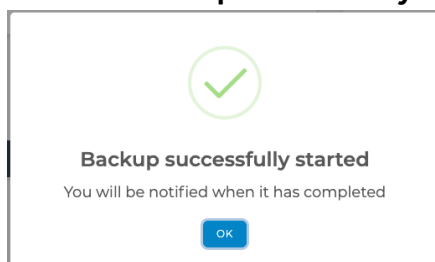 Backup successfully started
You will be notified when it has completed
OK